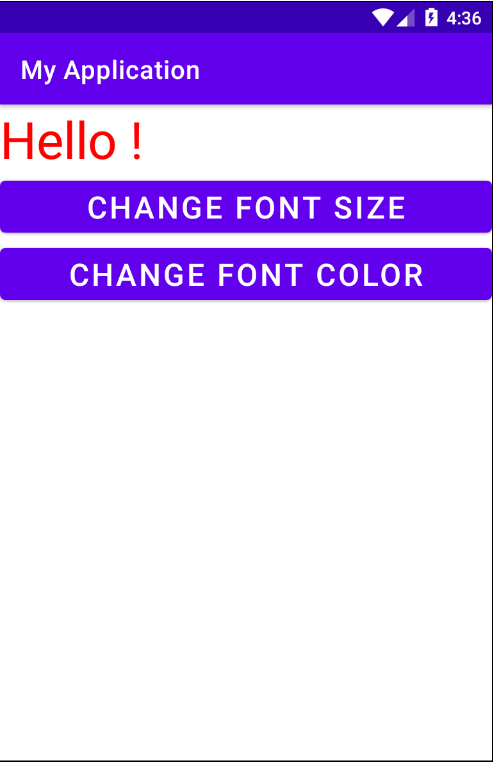 4:36
My Application
Hello !
CHANGE FONT SIZE
CHANGE FONT COLOR